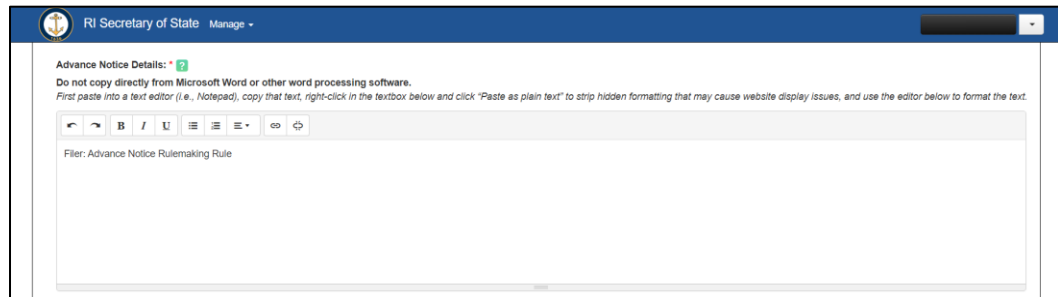 RI Secretary of State Manage
Advance Notice Details: * ?
Do not copy directly from Microsoft Word or other word processing software.
First paste into a text editor (i.e., Notepad), copy that text, right-click in the textbox below and click “Paste as plain text” to strip hidden formatting that may cause website display issues, and use the editor below to format the text.
B I U
Filer: Advance Notice Rulemaking Rule